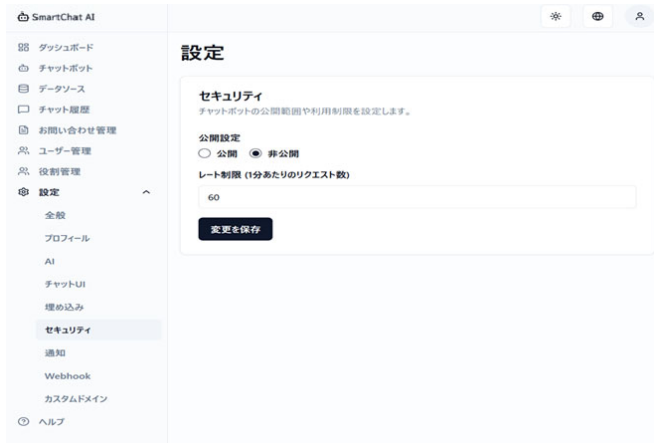 SmartChat AI
ダッシュボード
チャットボット
データソース
チャット履歴
お問い合わせ管理
ユーザー管理
役割管理
設定
全般
プロフィール
AI
チャットUI
埋め込み
セキュリティ
通知
Webhook
カスタムドメイン
ヘルプ
設定
セキュリティ
チャットボットの公開範囲や利用制限を設定します。
公開設定
公開 非公開
レート制限 (1分あたりのリクエスト数)
60
変更を保存